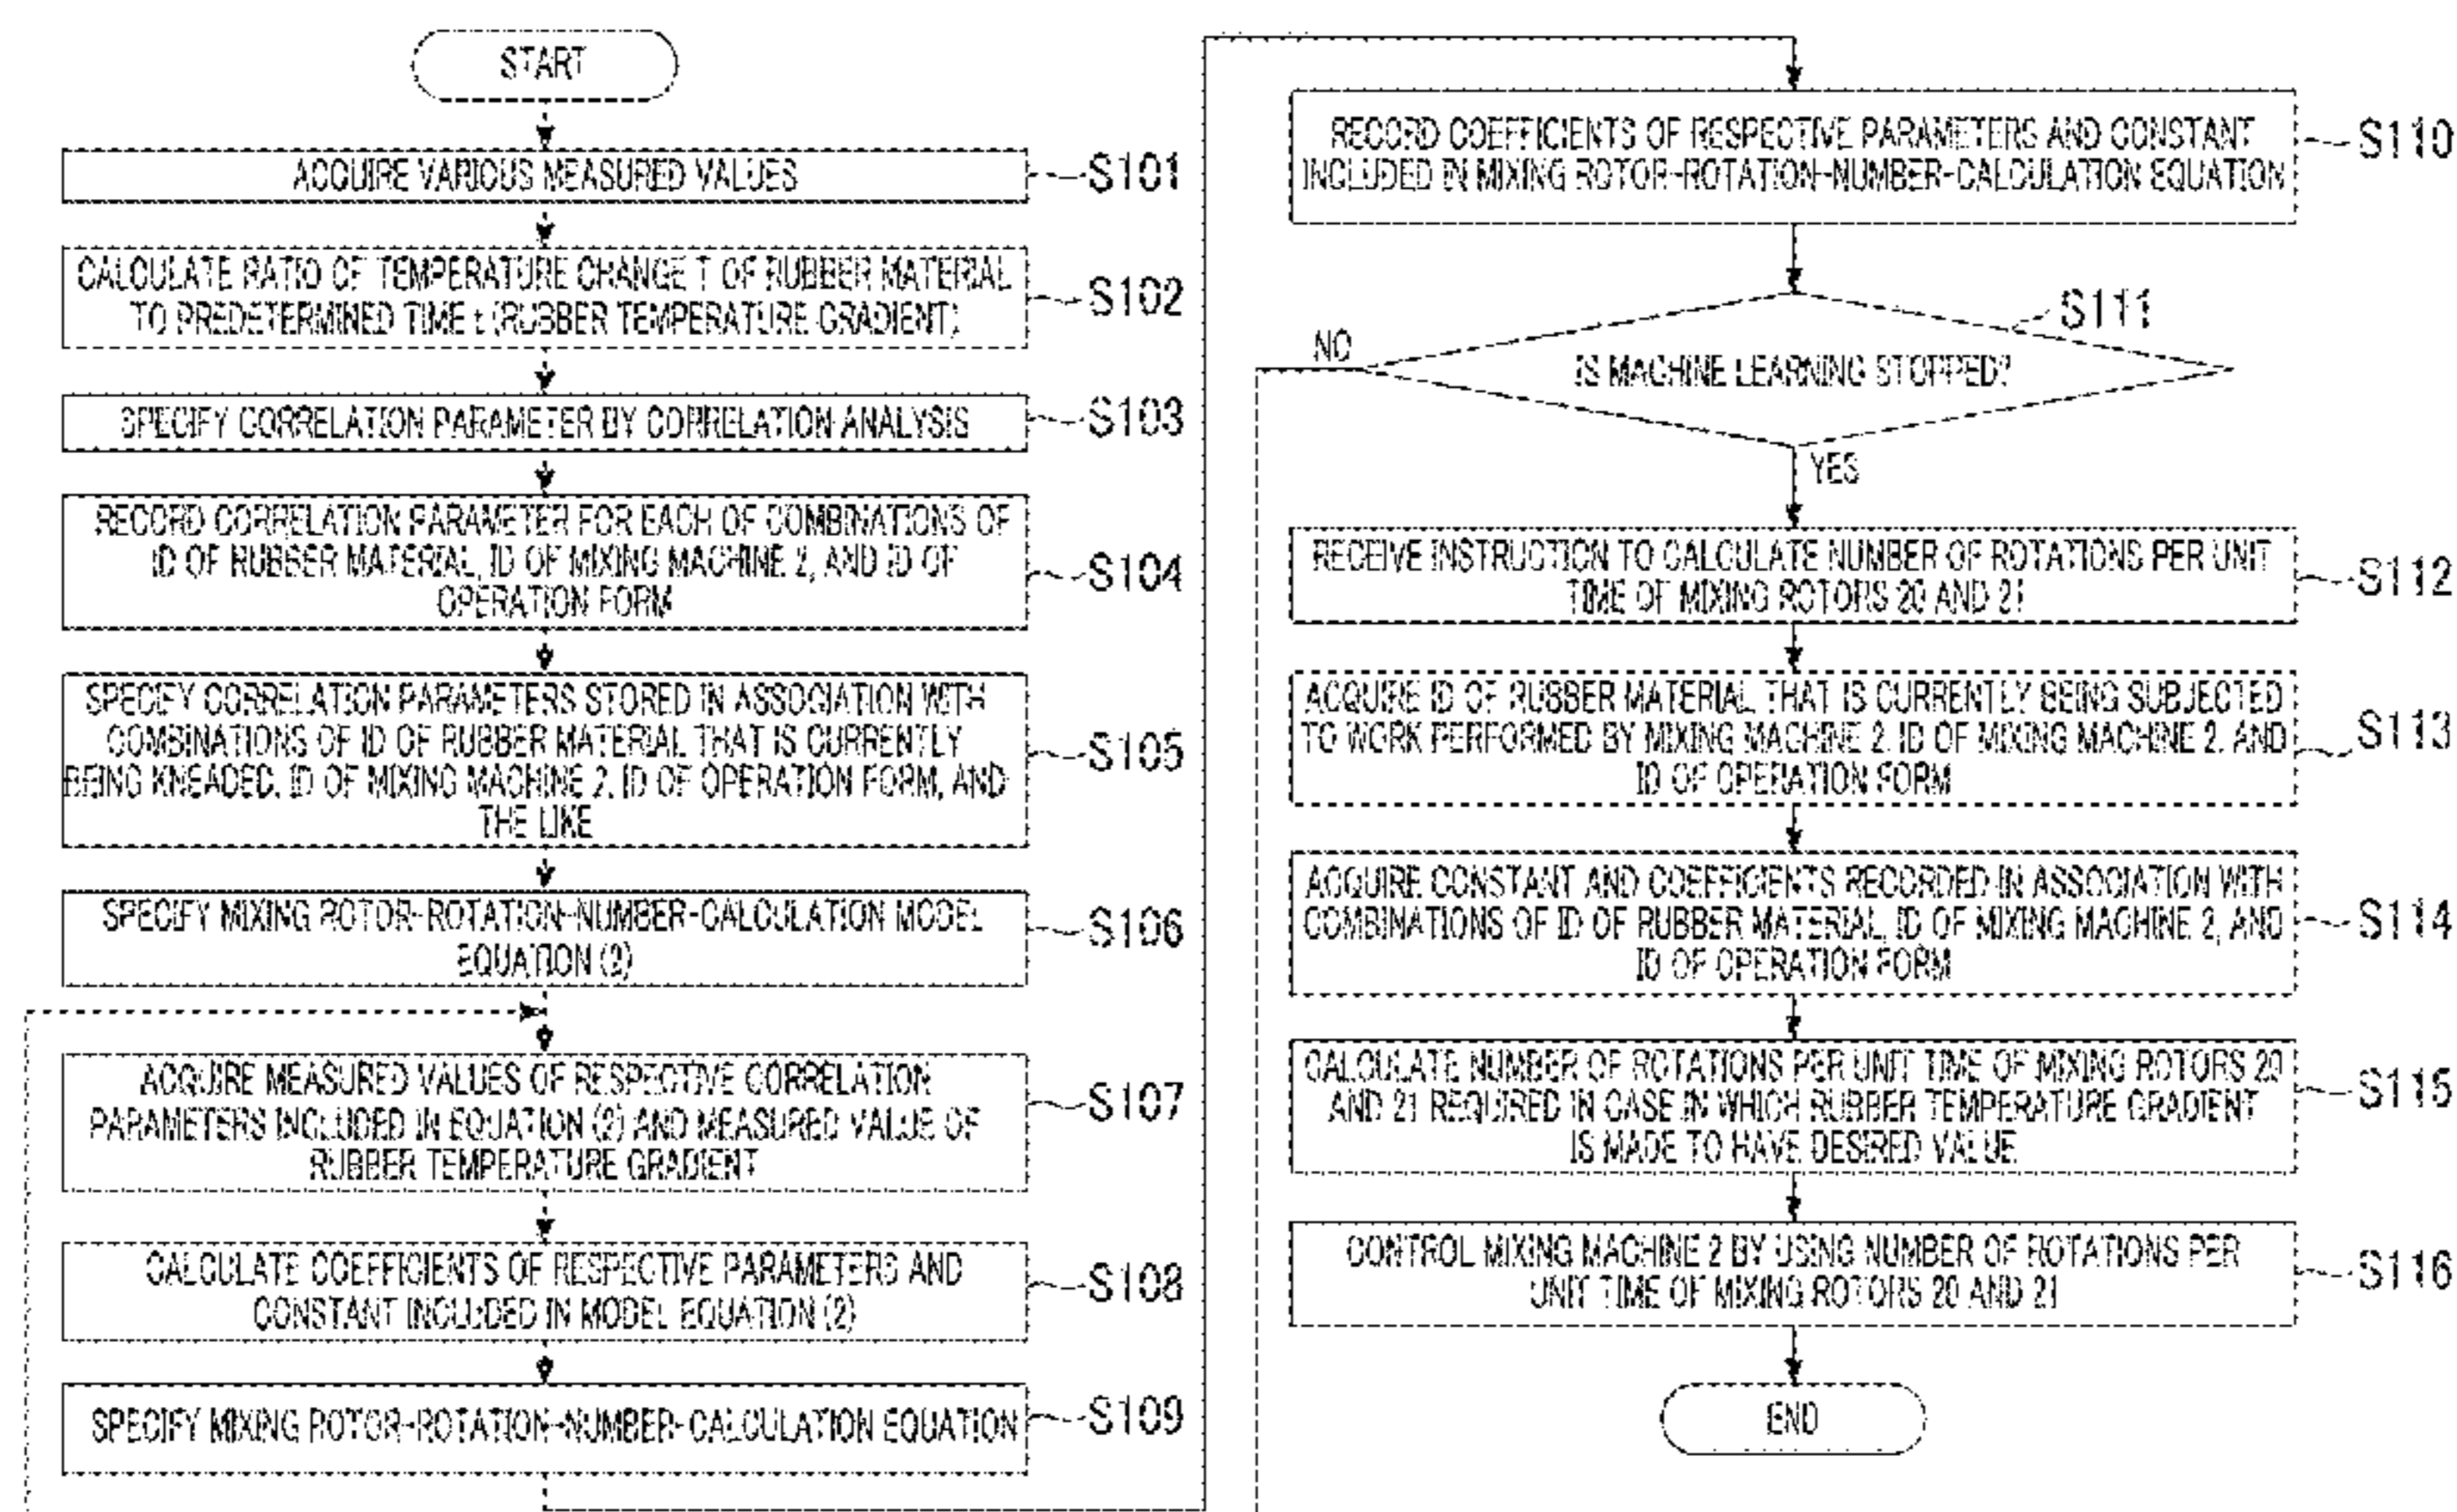 START
ACQUIRE VARIOUS MEASURED VALUES
S101
CALCULATE RATIO OF TEMPERATURE CHANGE T OF RUBBER MATERIAL
TO PREDETERMINED TIME t (RUBBER TEMPERATURE GRADIENT)
S102
SPECIFY CORRELATION PARAMETER BY CORRELATION ANALYSIS
S103
RECORD CORRELATION PARAMETER FOR EACH OF COMBINATIONS OF
ID OF RUBBER MATERIAL, ID OF MIXING MACHINE 2, AND ID OF
OPERATION FORM
S104
SPECIFY CORRELATION PARAMETERS STORED IN ASSOCIATION WITH
COMBINATIONS OF ID OF RUBBER MATERIAL THAT IS CURRENTLY
BEING KNEADED, ID OF MIXING MACHINE 2, ID OF OPERATION FORM, AND
THE LIKE
S105
SPECIFY MIXING ROTOR-ROTATION-NUMBER-CALCULATION MODEL
EQUATION (2)
S106
ACQUIRE MEASURED VALUES OF RESPECTIVE CORRELATION
PARAMETERS INCLUDED IN EQUATION (2) AND MEASURED VALUE OF
RUBBER TEMPERATURE GRADIENT
S107
CALCULATE COEFFICIENTS OF RESPECTIVE PARAMETERS AND
CONSTANT INCLUDED IN MODEL EQUATION (2)
S108
SPECIFY MIXING ROTOR-ROTATION-NUMBER-CALCULATION EQUATION
S109
RECORD COEFFICIENTS OF RESPECTIVE PARAMETERS AND CONSTANT
INCLUDED IN MIXING ROTOR-ROTATION-NUMBER-CALCULATION EQUATION
S110
S111
NO
IS MACHINE LEARNING STOPPED?
YES
RECEIVE INSTRUCTION TO CALCULATE NUMBER OF ROTATIONS PER UNIT
TIME OF MIXING ROTORS 20 AND 21
S112
ACQUIRE ID OF RUBBER MATERIAL THAT IS CURRENTLY BEING SUBJECTED
TO WORK PERFORMED BY MIXING MACHINE 2, ID OF MIXING MACHINE 2, AND
ID OF OPERATION FORM
S113
ACQUIRE CONSTANT AND COEFFICIENTS RECORDED IN ASSOCIATION WITH
COMBINATIONS OF ID OF RUBBER MATERIAL, ID OF MIXING MACHINE 2, AND
ID OF OPERATION FORM
S114
CALCULATE NUMBER OF ROTATIONS PER UNIT TIME OF MIXING ROTORS 20
AND 21 REQUIRED IN CASE IN WHICH RUBBER TEMPERATURE GRADIENT
IS MADE TO HAVE DESIRED VALUE
S115
CONTROL MIXING MACHINE 2 BY USING NUMBER OF ROTATIONS PER
UNIT TIME OF MIXING ROTORS 20 AND 21
S116
END